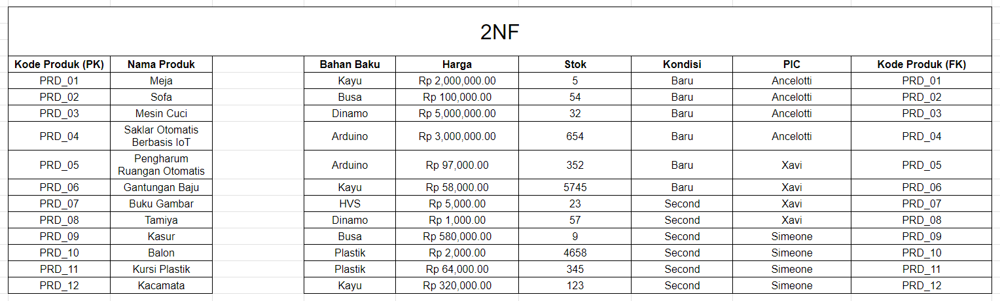 2NF
Kode Produk (PK) Nama Produk Bahan Baku Harga Stok Kondisi PIC Kode Produk (FK)
PRD_01 Meja Kayu Rp 2,000,000.00 5 Baru Ancelotti PRD_01
PRD_02 Sofa Busa Rp 100,000.00 54 Baru Ancelotti PRD_02
PRD_03 Mesin Cuci Dinamo Rp 5,000,000.00 32 Baru Ancelotti PRD_03
PRD_04 Saklar Otomatis Berbasis IoT Arduino Rp 3,000,000.00 654 Baru Ancelotti PRD_04
PRD_05 Pengharum Ruangan Otomatis Arduino Rp 97,000.00 352 Baru Xavi PRD_05
PRD_06 Gantungan Baju Kayu Rp 58,000.00 5745 Baru Xavi PRD_06
PRD_07 Buku Gambar HVS Rp 5,000.00 23 Second Xavi PRD_07
PRD_08 Tamiya Dinamo Rp 1,000.00 57 Second Xavi PRD_08
PRD_09 Kasur Busa Rp 580,000.00 9 Second Simeone PRD_09
PRD_10 Balon Plastik Rp 2,000.00 4658 Second Simeone PRD_10
PRD_11 Kursi Plastik Plastik Rp 64,000.00 345 Second Simeone PRD_11
PRD_12 Kacamata Kayu Rp 320,000.00 123 Second Simeone PRD_12